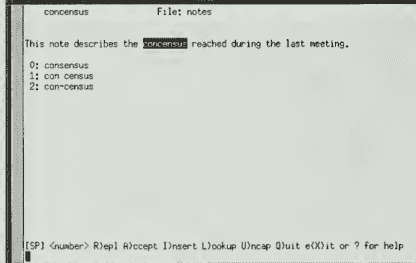 concensus File: notes
This note describes the concensus reached during the last meeting.
0: consensus
1: con census
2: con-census
[SP] <number> R)epl A)ccept I)nsert L)ookup U)ncap Q)uit e(X)it or ? for help